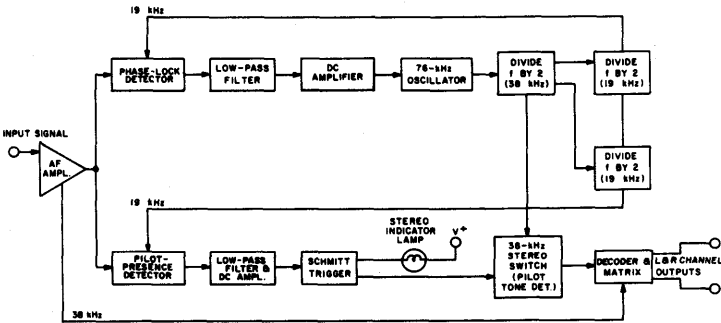 19 kHz
PHASE-LOCK
DETECTOR
LOW-PASS
FILTER
DC
AMPLIFIER
76-kHz
OSCILLATOR
DIVIDE
f BY 2
(38 kHz)
DIVIDE
f BY 2
(19 kHz)
INPUT SIGNAL
AF
AMPL.
DIVIDE
f BY 2
(19 kHz)
19 kHz
STEREO
INDICATOR
LAMP
V+
PILOT-
PRESENCE
DETECTOR
LOW-PASS
FILTER &
DC AMPL.
SCHMITT
TRIGGER
38-kHz
STEREO
SWITCH
(PILOT
TONE DET.)
DECODER &
MATRIX
L&R CHANNEL
OUTPUTS
38 kHz